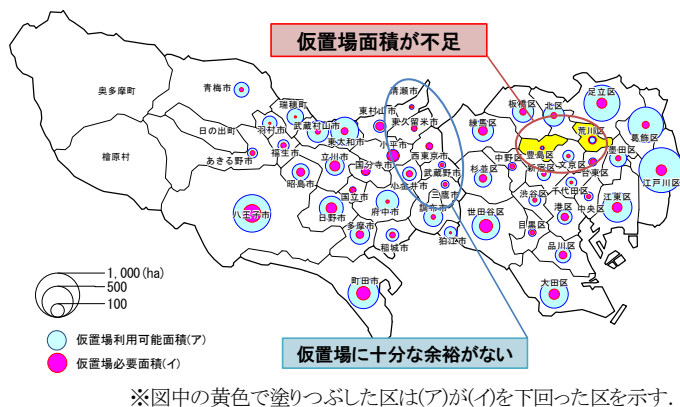 仮置場面積が不足
奥多摩町
青梅市
瑞穂町
日の出町
羽村市
武蔵村山市
東村山市
清瀬市
東久留米市
檜原村
あきる野市
福生市
東大和市
小平市
西東京市
昭島市
立川市
国分寺市
小金井市
武蔵野市
三鷹市
国立市
八王子市
日野市
府中市
調布市
多摩市
稲城市
狛江市
町田市
板橋区
北区
足立区
練馬区
荒川区
葛飾区
豊島区
文京区
墨田区
台東区
中野区
新宿区
杉並区
千代田区
江戸川区
渋谷区
中央区
江東区
港区
世田谷区
目黒区
品川区
大田区
1,000(ha)
500
100
仮置場利用可能面積(ア)
仮置場必要面積(イ)
仮置場に十分な余裕がない
※図中の黄色で塗りつぶした区は(ア)が(イ)を下回った区を示す.